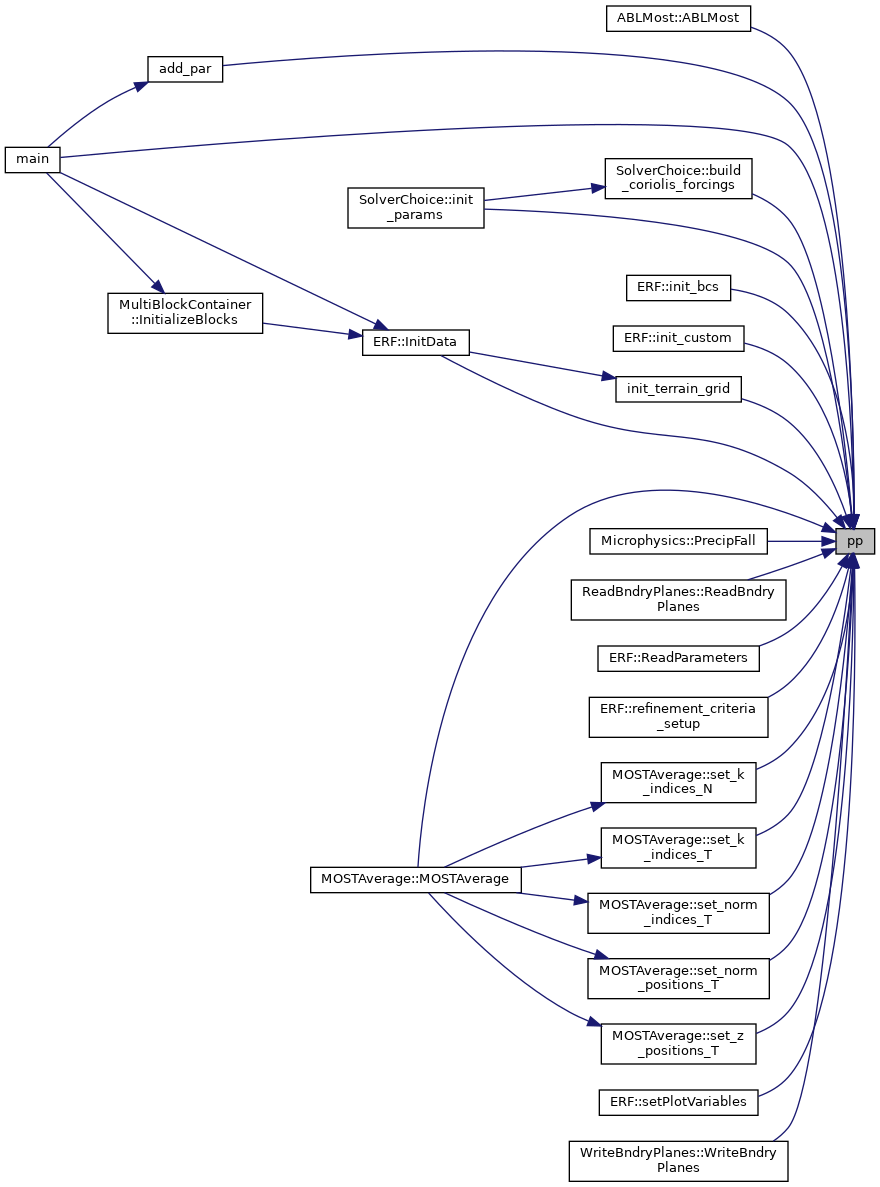 ABLMost::ABLMost
add_par
main
SolverChoice::build
_coriolis_forcings
SolverChoice::init
_params
ERF::init_bcs
MultiBlockContainer
::InitializeBlocks
ERF::init_custom
ERF::InitData
init_terrain_grid
Microphysics::PrecipFall
pp
ReadBndryPlanes::ReadBndry
Planes
ERF::ReadParameters
ERF::refinement_criteria
_setup
MOSTAverage::set_k
_indices_N
MOSTAverage::set_k
_indices_T
MOSTAverage::MOSTAverage
MOSTAverage::set_norm
_indices_T
MOSTAverage::set_norm
_positions_T
MOSTAverage::set_z
_positions_T
ERF::setPlotVariables
WriteBndryPlanes::WriteBndry
Planes